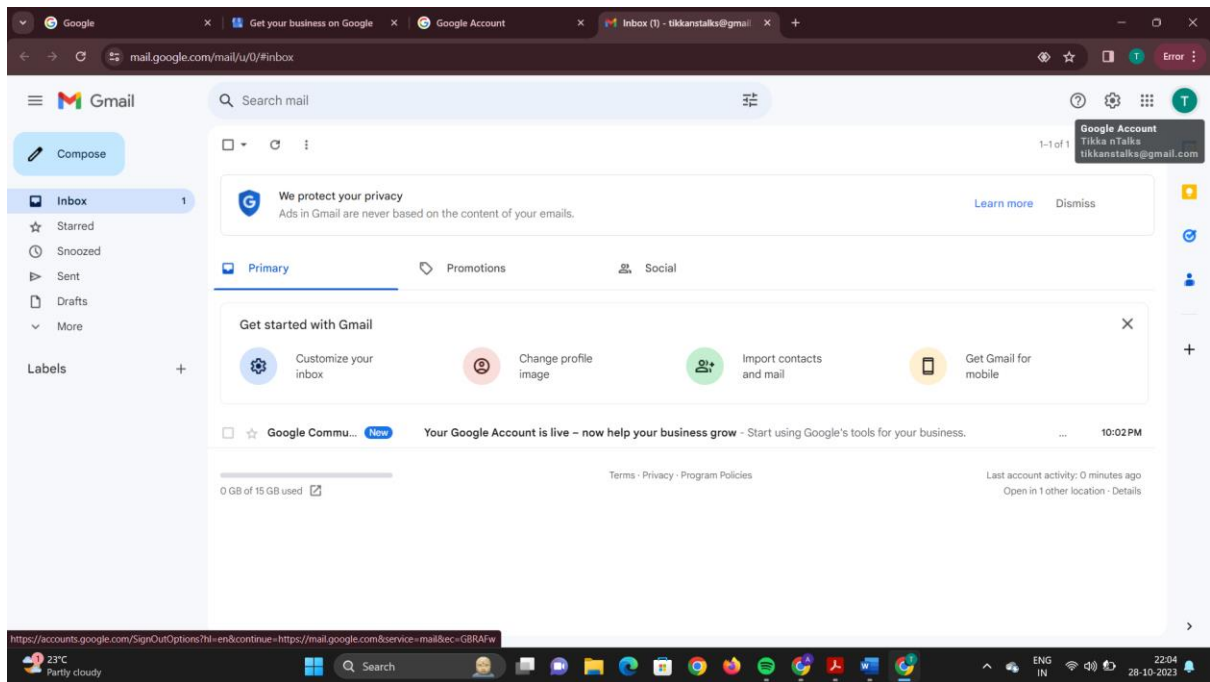 Google
Get your business on Google
Google Account
Inbox (1) - tikkanstalks@gmail
mail.google.com/mail/u/0/#inbox
T
Error
Gmail
Search mail
T
Google Account
Tikka nTalks
tikkanstalks@gmail.com
Compose
1–1 of 1
We protect your privacy
Ads in Gmail are never based on the content of your emails.
Learn more
Dismiss
Inbox 1
Starred
Snoozed
Sent
Drafts
More
Labels
Primary
Promotions
Social
Get started with Gmail
Customize your
inbox
Change profile
image
Import contacts
and mail
Get Gmail for
mobile
Google Commu... New Your Google Account is live – now help your business grow - Start using Google's tools for your business. ... 10:02 PM
0 GB of 15 GB used
Terms · Privacy · Program Policies
Last account activity: 0 minutes ago
Open in 1 other location · Details
https://accounts.google.com/SignOutOptions?hl=en&continue=https://mail.google.com&service=mail&ec=GBRAFw
1
23°C
Partly cloudy
Search
ENG
IN
22:04
28-10-2023